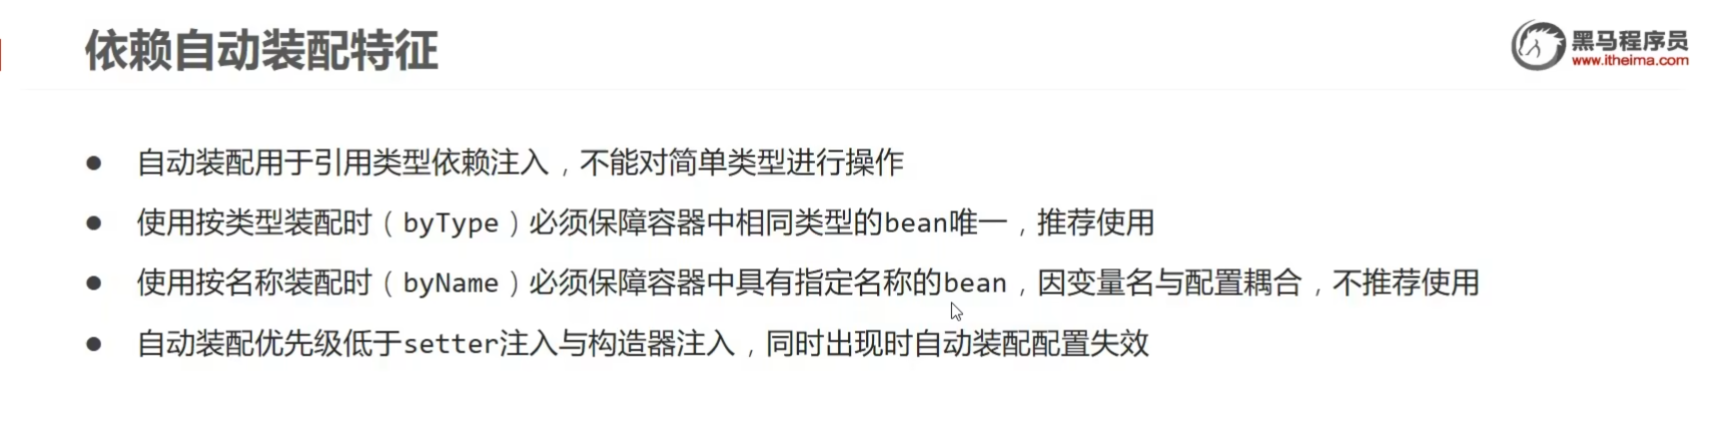 依赖自动装配特征
黑马程序员
www.itheima.com
● 自动装配用于引用类型依赖注入，不能对简单类型进行操作
● 使用按类型装配时（byType）必须保障容器中相同类型的bean唯一，推荐使用
● 使用按名称装配时（byName）必须保障容器中具有指定名称的bean，因变量名与配置耦合，不推荐使用
● 自动装配优先级低于setter注入与构造器注入，同时出现时自动装配配置失效